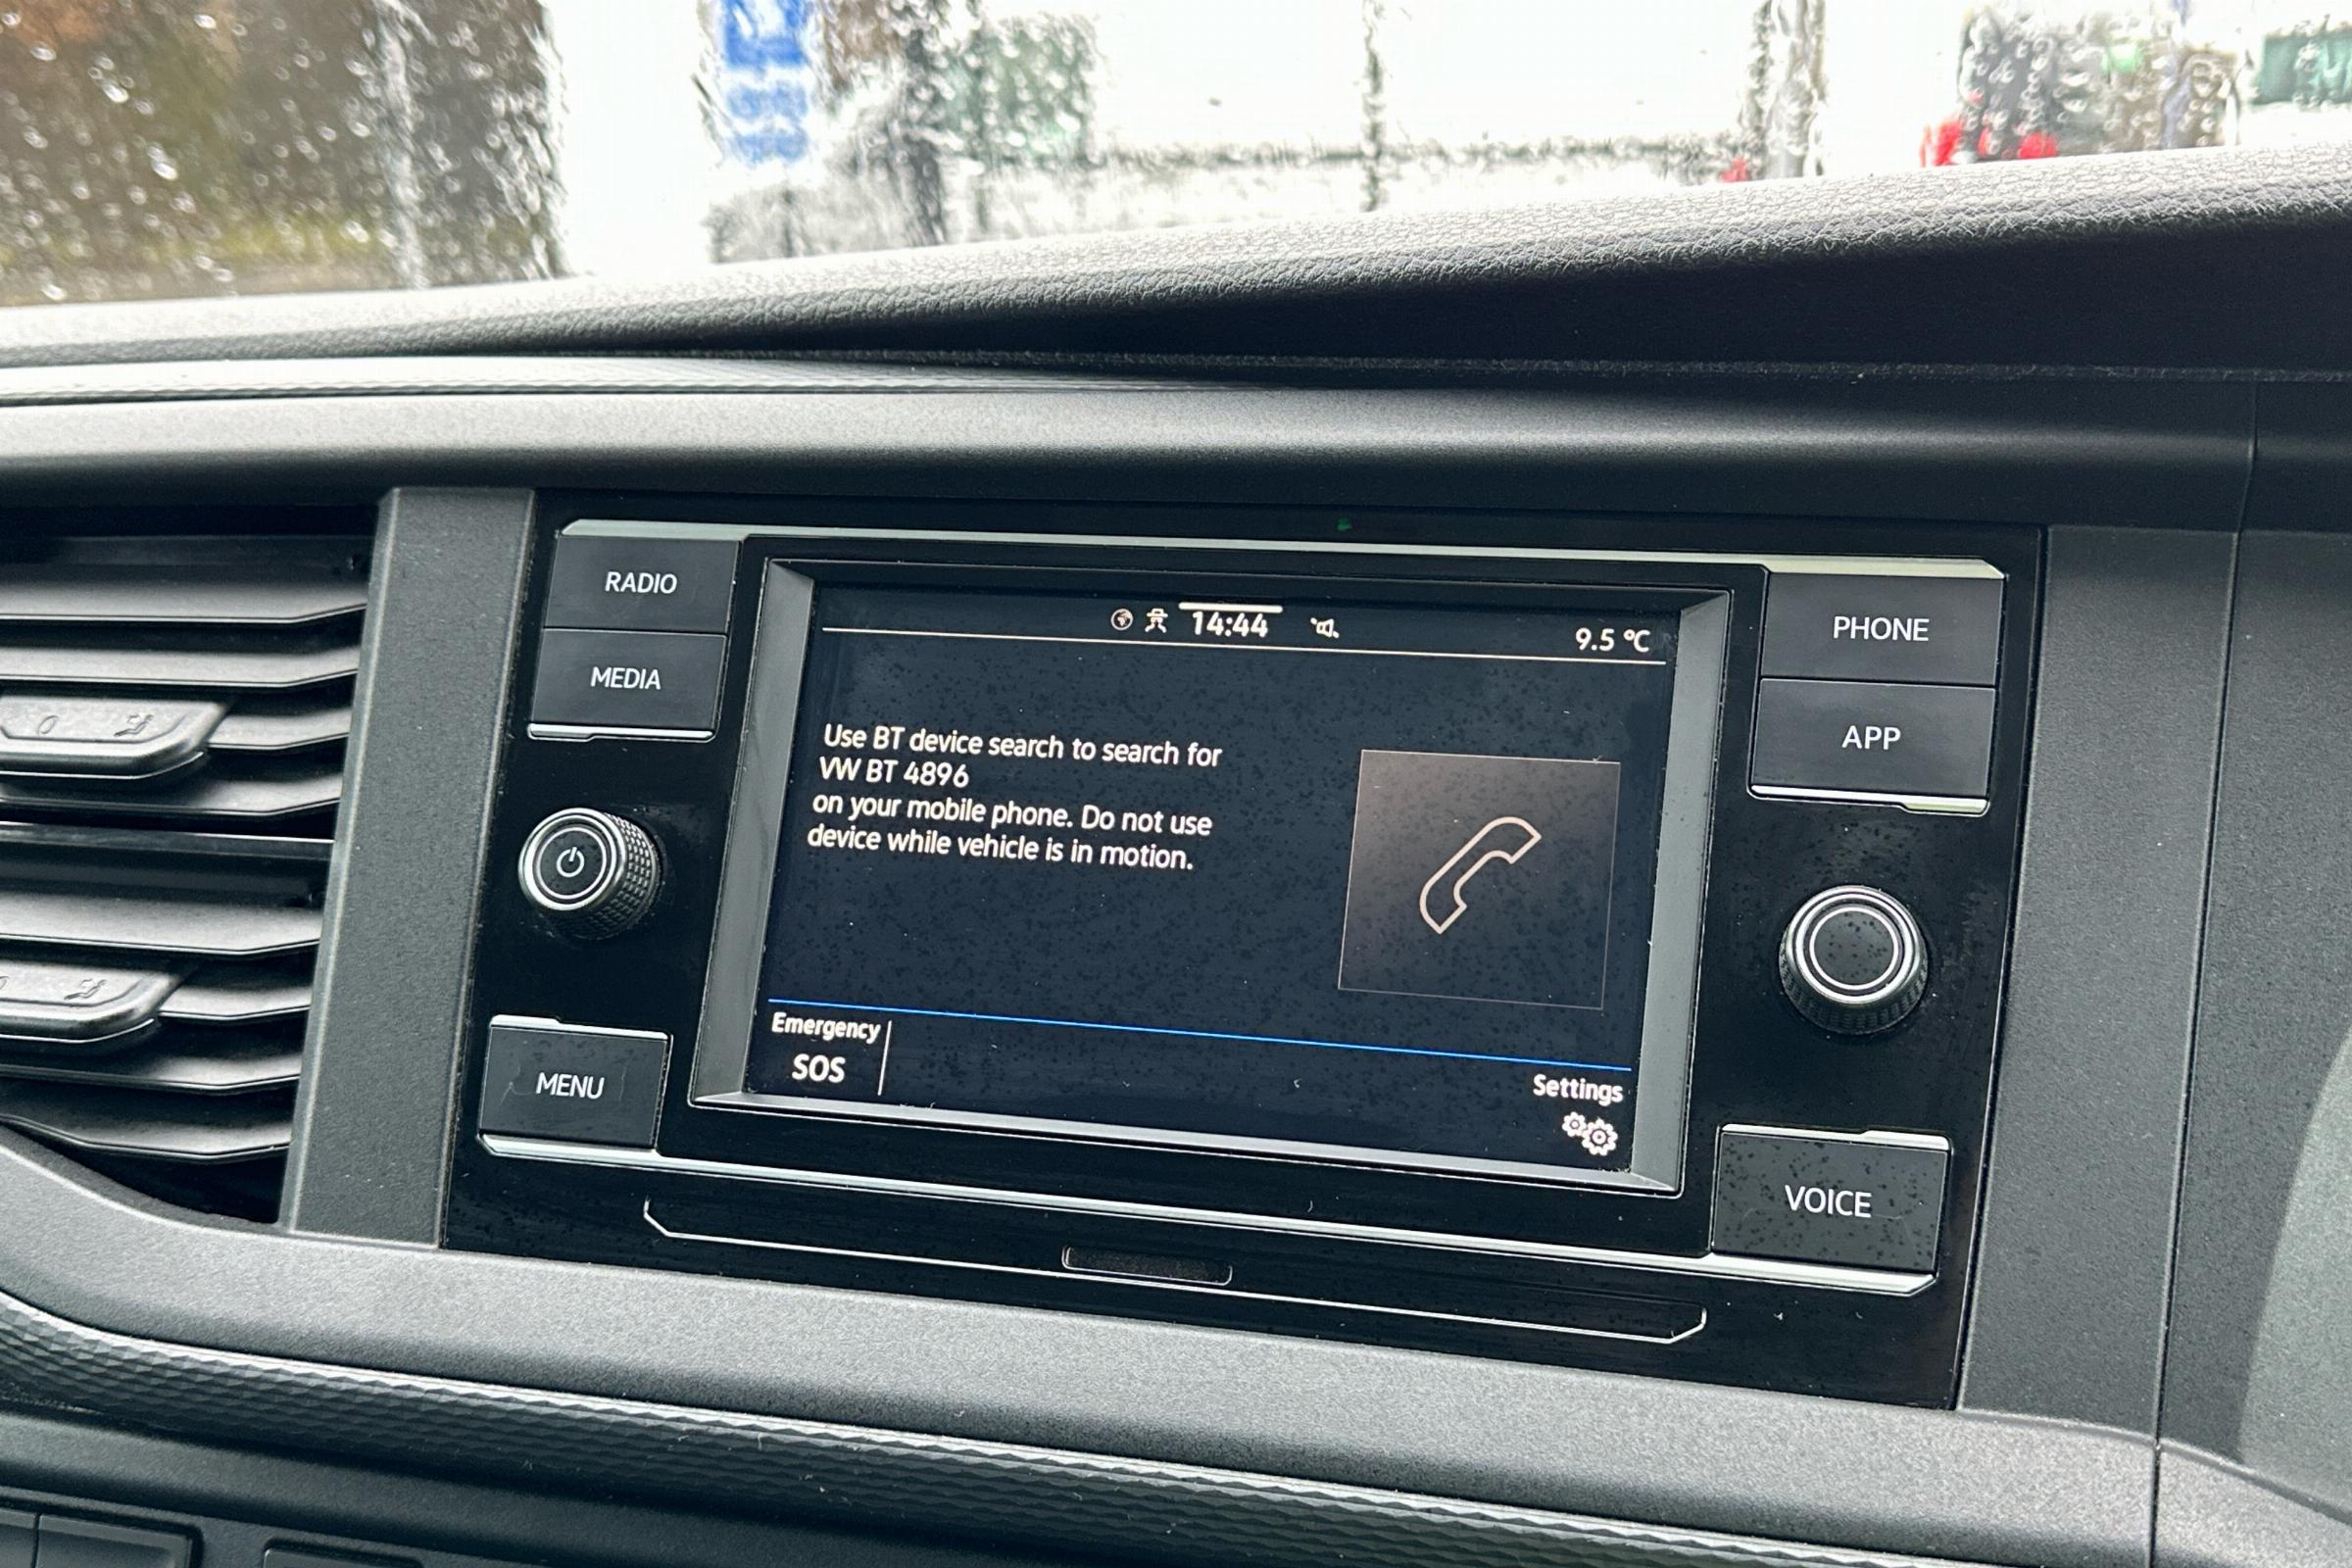 RADIO
MEDIA
MENU
14:44
9.5 °C
Use BT device search to search for
VW BT 4896
on your mobile phone. Do not use
device while vehicle is in motion.
Emergency
SOS
Settings
PHONE
APP
VOICE